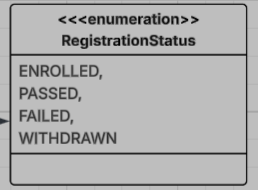 <<<enumeration>>
RegistrationStatus
ENROLLED,
PASSED,
FAILED,
WITHDRAWN